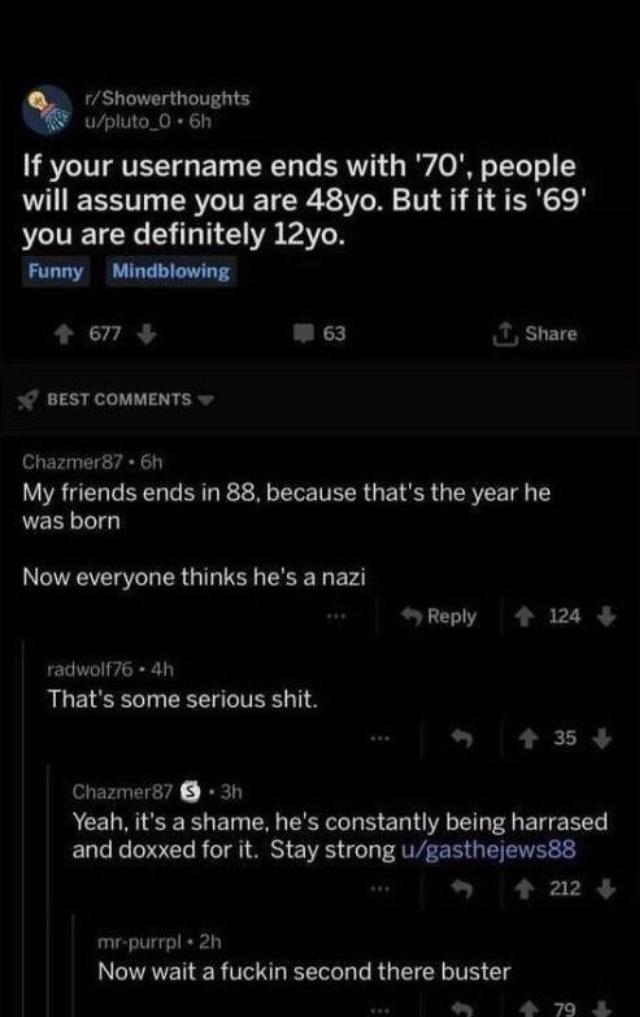 r/Showerthoughts
u/pluto_0 • 6h
If your username ends with '70', people
will assume you are 48yo. But if it is '69'
you are definitely 12yo.
Funny Mindblowing
677 63 Share
BEST COMMENTS
Chazmer87 • 6h
My friends ends in 88, because that's the year he
was born
Now everyone thinks he's a nazi
... Reply 124
radwolf76 • 4h
That's some serious shit.
... 35
Chazmer87 S • 3h
Yeah, it's a shame, he's constantly being harrased
and doxxed for it. Stay strong u/gasthejews88
... 212
mr-purrpl • 2h
Now wait a fuckin second there buster
... 79